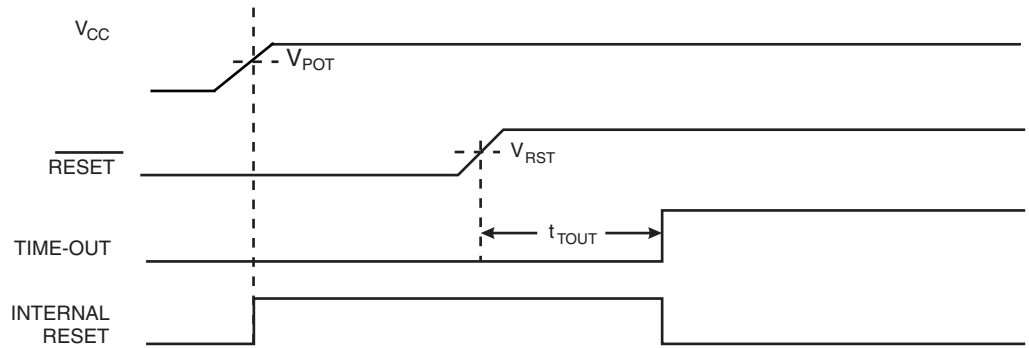 VCC
VPOT
RESET
VRST
tTOUT
TIME-OUT
INTERNAL
RESET